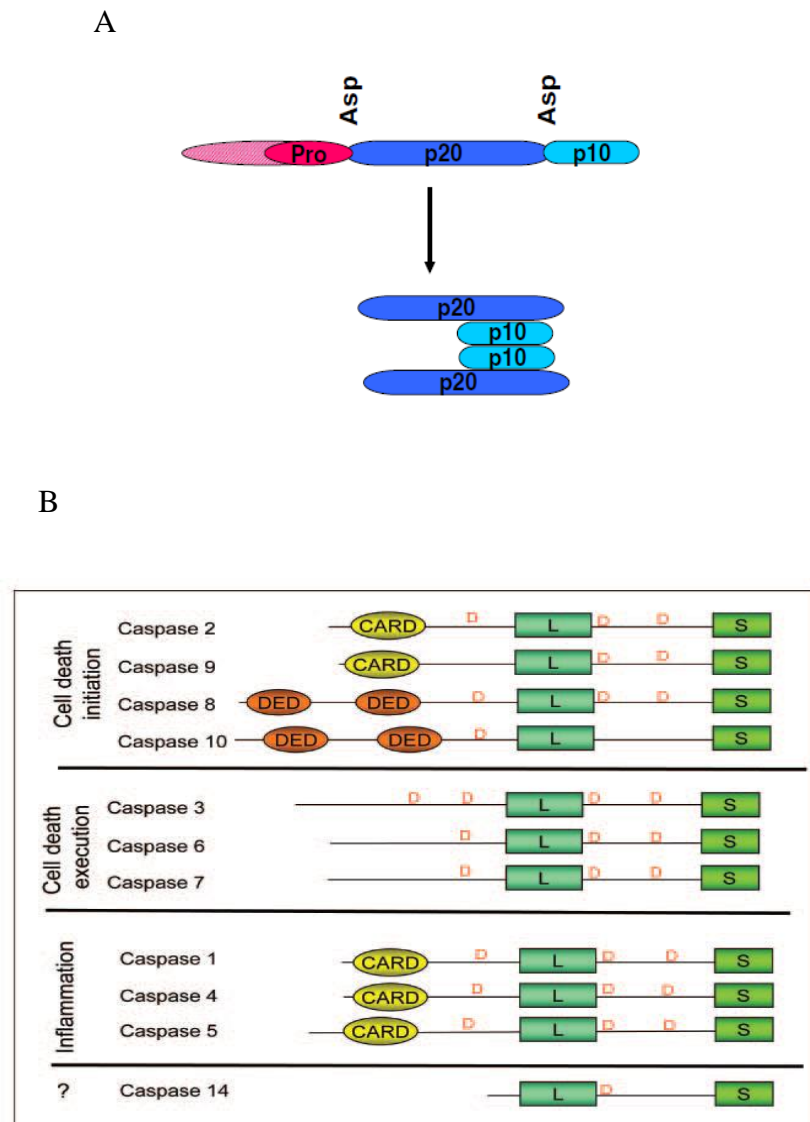 A
Asp Asp
Pro p20 p10
p20
p10
p10
p20
B
Cell death initiation
Caspase 2 CARD D L D D S
Caspase 9 CARD L D D S
Caspase 8 DED DED D L D D S
Caspase 10 DED DED D L S
Cell death execution
Caspase 3 D D L D D S
Caspase 6 D L D D S
Caspase 7 D L D D S
Inflammation
Caspase 1 CARD D L D D S
Caspase 4 CARD D L D D S
Caspase 5 CARD D L D D S
? Caspase 14 L D S